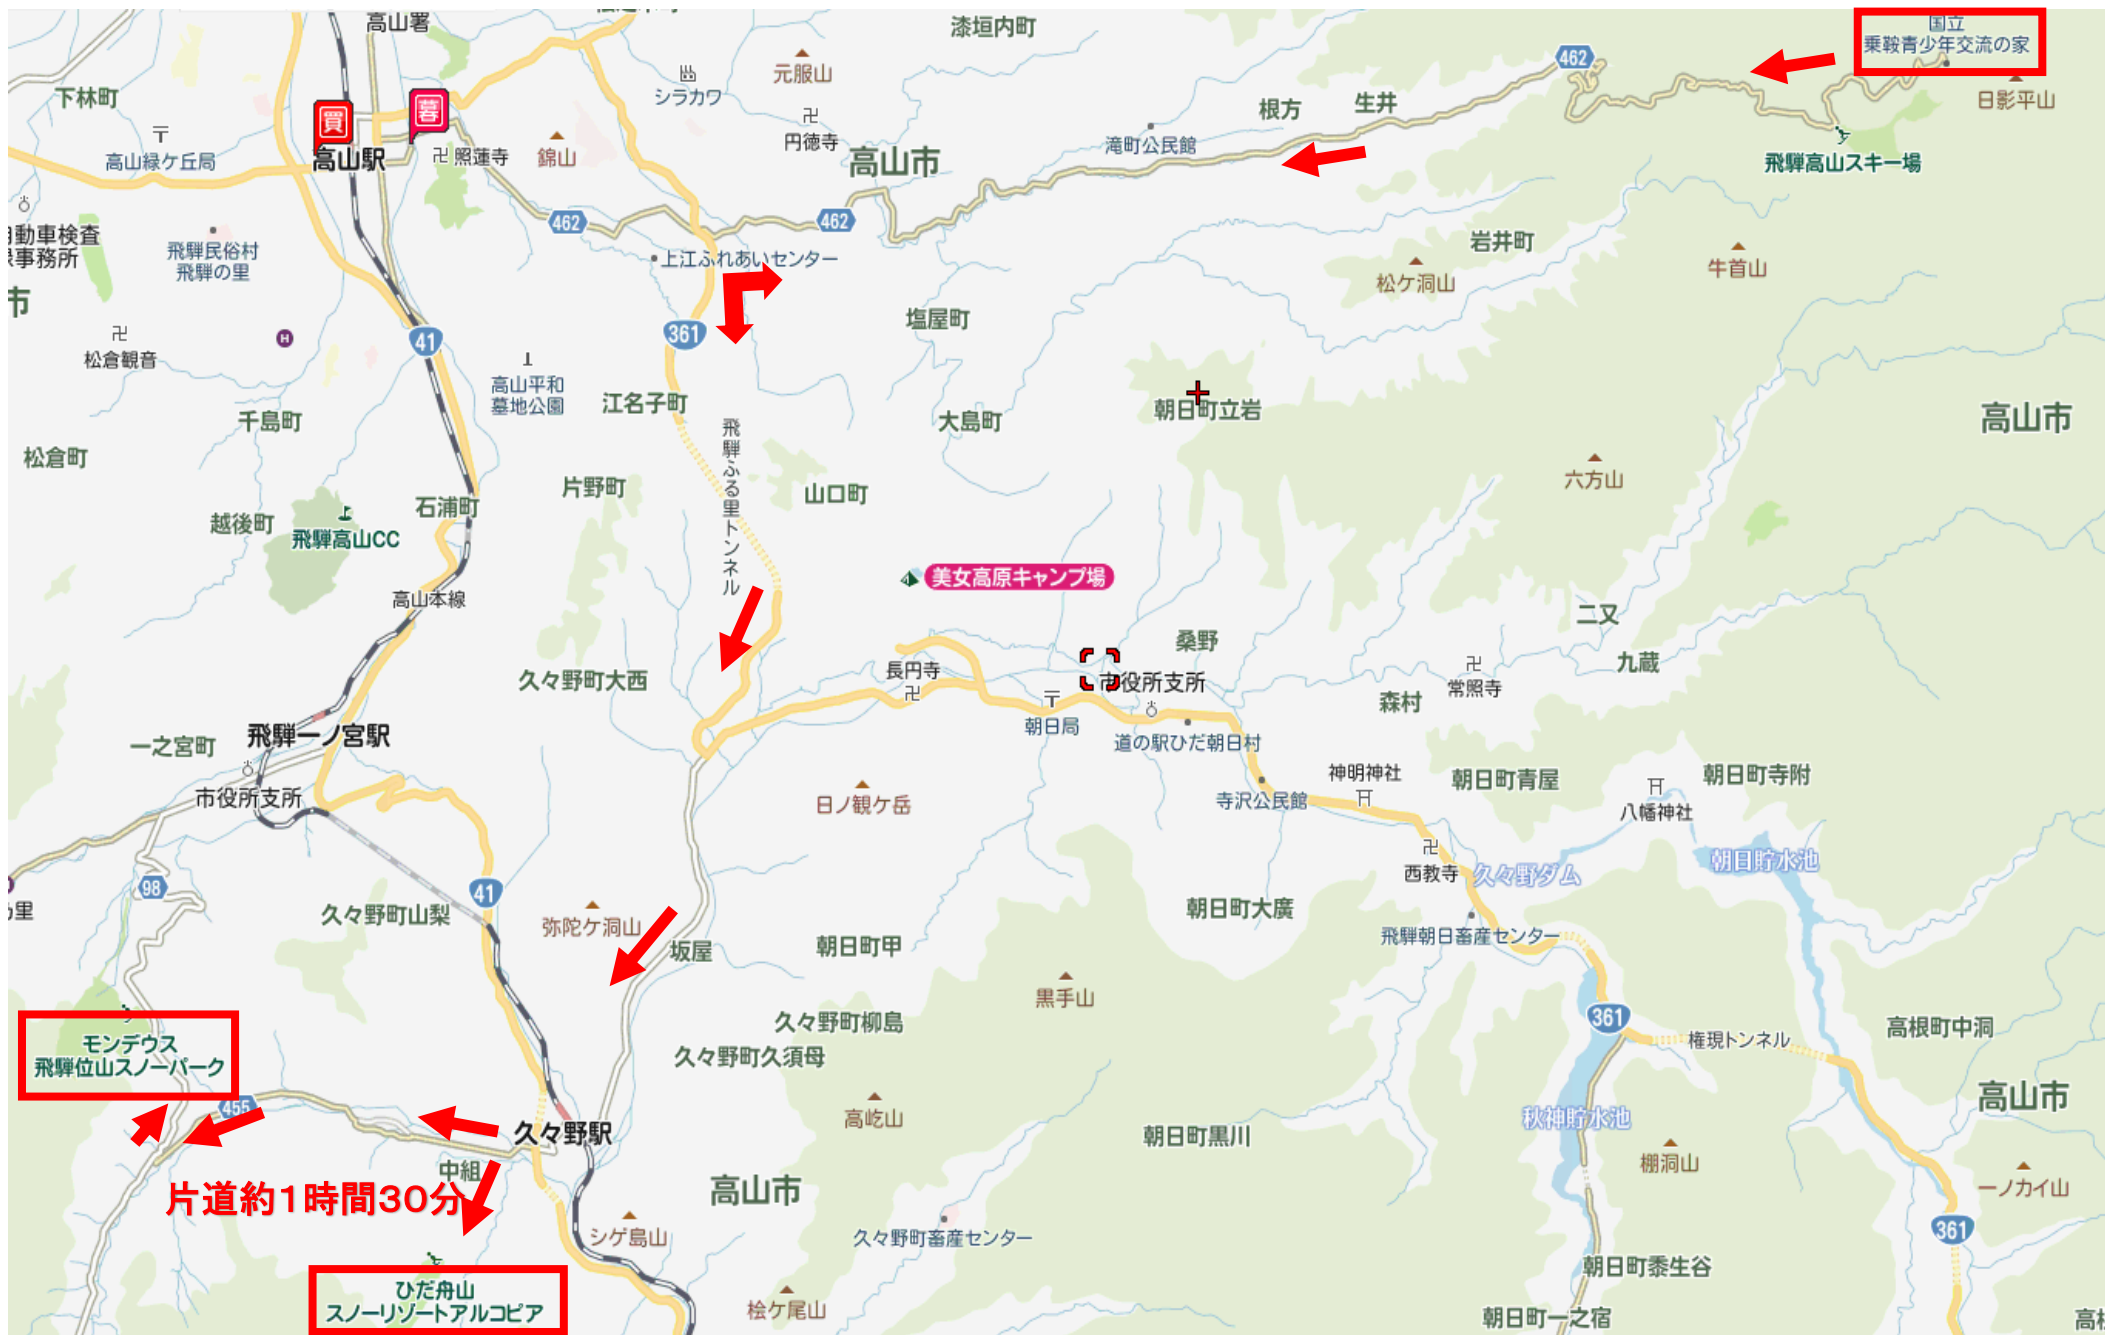 高山署
漆垣内町
国立
乗鞍青少年交流の家
元服山
シラカワ
462
下林町
買
暮
根方
生井
日影平山
高山緑ケ丘局
高山駅
照蓮寺
錦山
円徳寺
高山市
滝町公民館
飛騨高山スキー場
462
462
動車検査
事務所
市
飛騨民俗村
飛騨の里
上江ふれあいセンター
岩井町
牛首山
松ケ洞山
塩屋町
361
41
H
松倉観音
高山平和
墓地公園
江名子町
千島町
大島町
朝日町立岩
高山市
松倉町
飛騨ふる里トンネル
六方山
片野町
山口町
石浦町
越後町
飛騨高山CC
美女高原キャンプ場
高山本線
二又
桑野
九蔵
久々野町大西
長円寺
市役所支所
常照寺
森村
朝日局
道の駅ひだ朝日村
一之宮町
飛騨一ノ宮駅
市役所支所
日ノ観ケ岳
寺沢公民館
神明神社
朝日町青屋
朝日町寺附
八幡神社
西教寺
久々野ダム
朝日貯水池
98
41
里
久々野町山梨
弥陀ケ洞山
坂屋
朝日町甲
朝日町大廣
飛騨朝日畜産センター
黒手山
久々野町柳島
361
権現トンネル
高根町中洞
モンデウス
飛騨位山スノーパーク
久々野町久須母
455
高屹山
久々野駅
朝日町黒川
秋神貯水池
高山市
棚洞山
中組
片道約1時間30分
高山市
一ノカイ山
シゲ島山
久々野町畜産センター
361
ひだ舟山
スノーリゾートアルコピア
桧ケ尾山
朝日町黍生谷
朝日町一之宿
高根